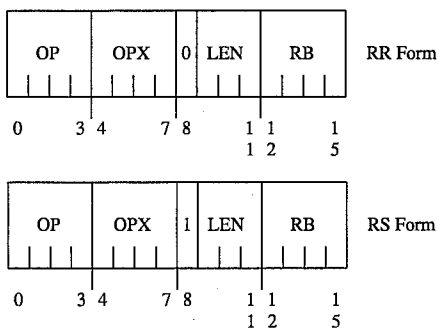 OP OPX 0 LEN RB RR Form
0 3 4 7 8 1 1 1
1 2 5
OP OPX 1 LEN RB RS Form
0 3 4 7 8 1 1 1
1 2 5